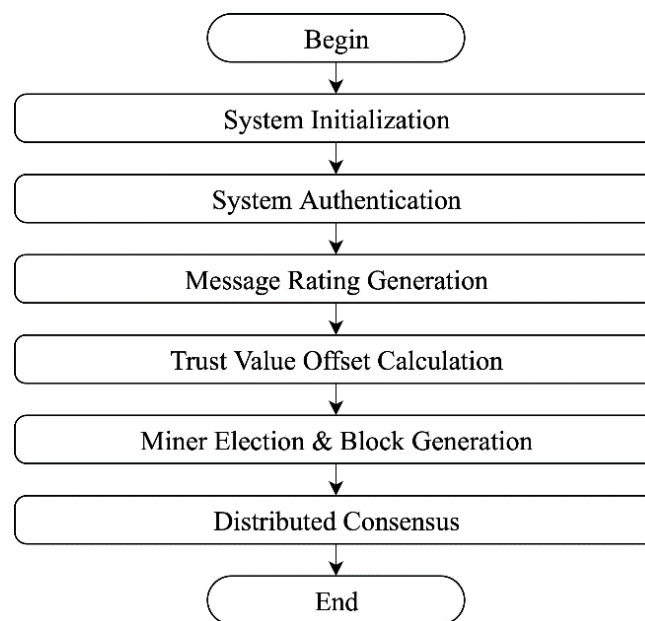 Begin
System Initialization
System Authentication
Message Rating Generation
Trust Value Offset Calculation
Miner Election & Block Generation
Distributed Consensus
End